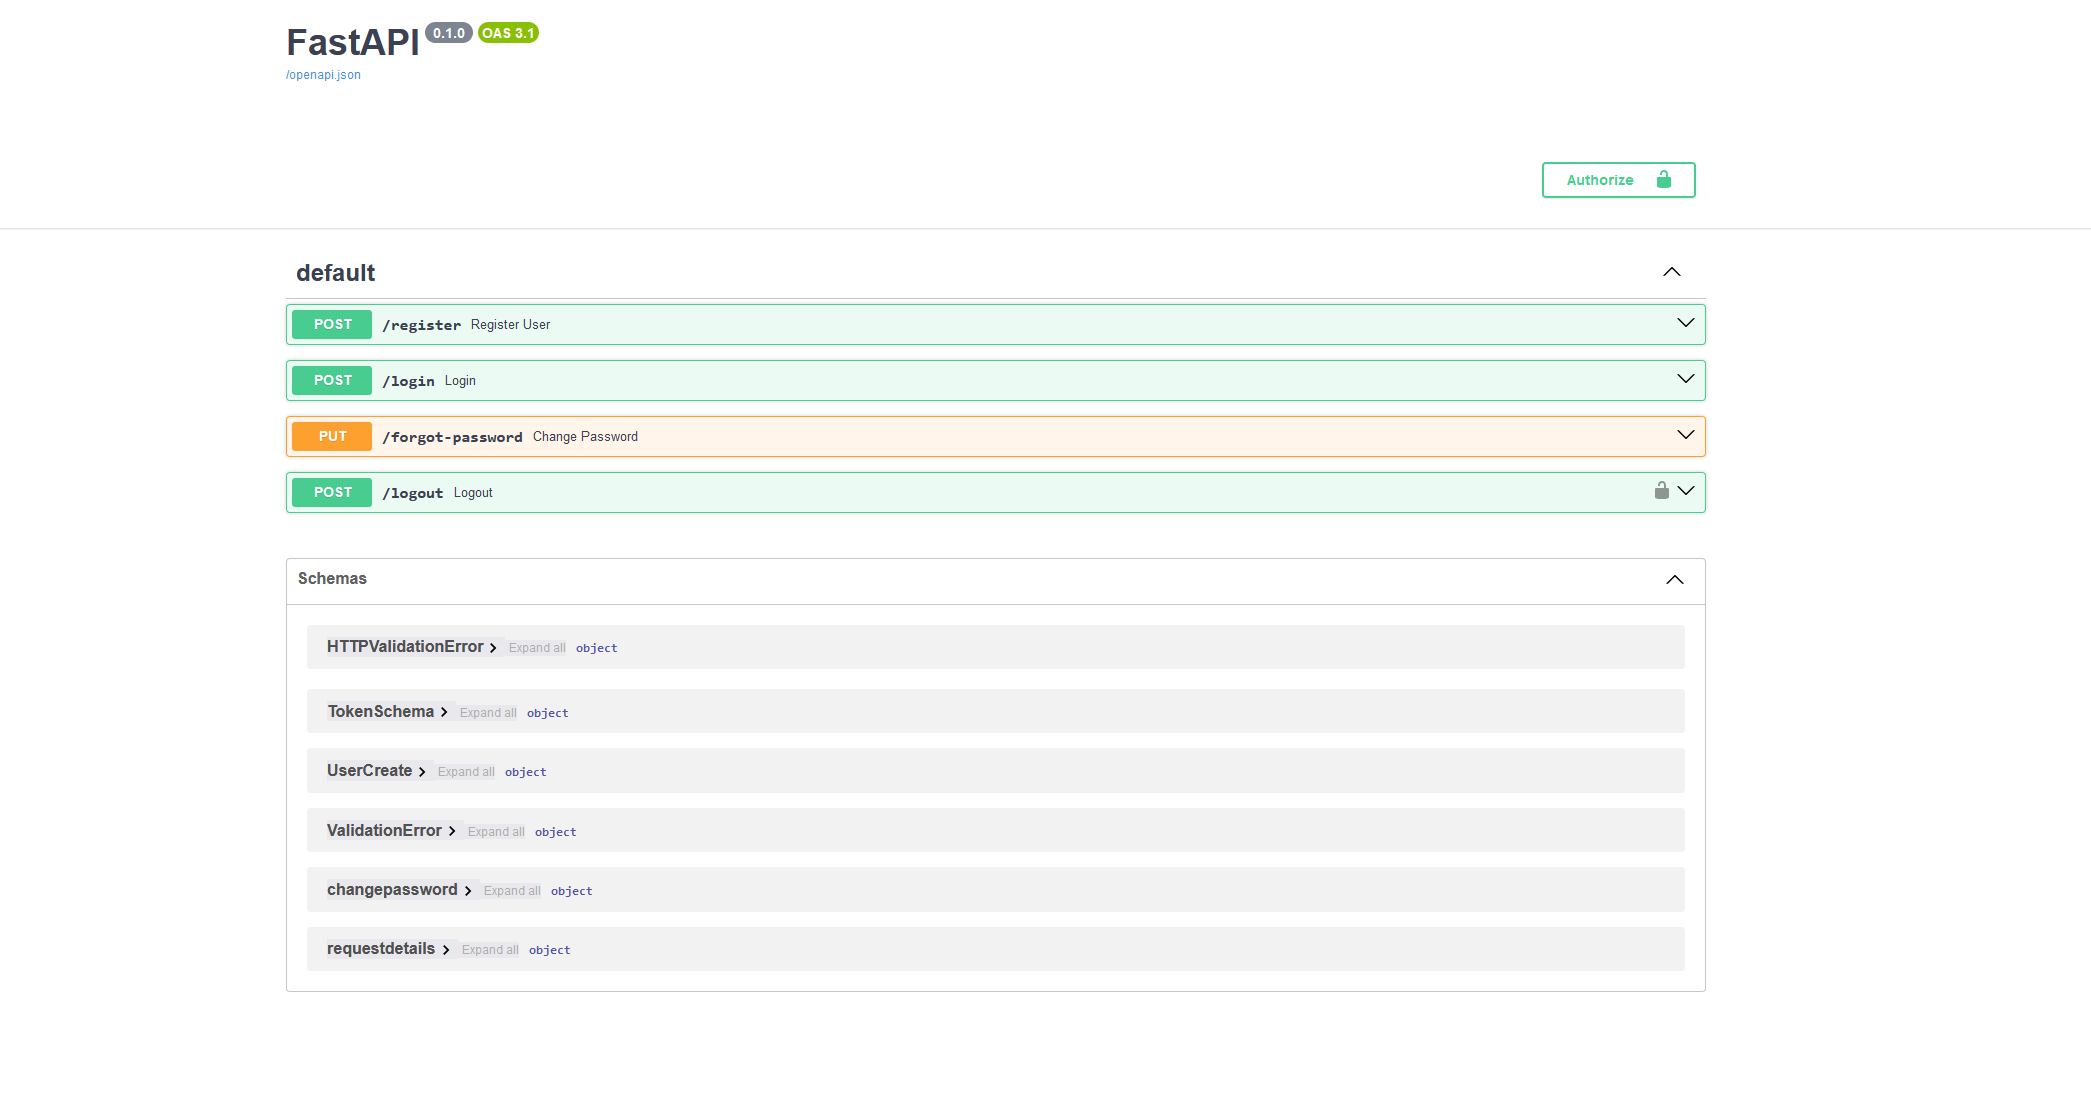 FastAPI 0.1.0 OAS 3.1
/openapi.json
Authorize
default
POST /register Register User
POST /login Login
PUT /forgot-password Change Password
POST /logout Logout
Schemas
HTTPValidationError Expand all object
TokenSchema Expand all object
UserCreate Expand all object
ValidationError Expand all object
changepassword Expand all object
requestdetails Expand all object